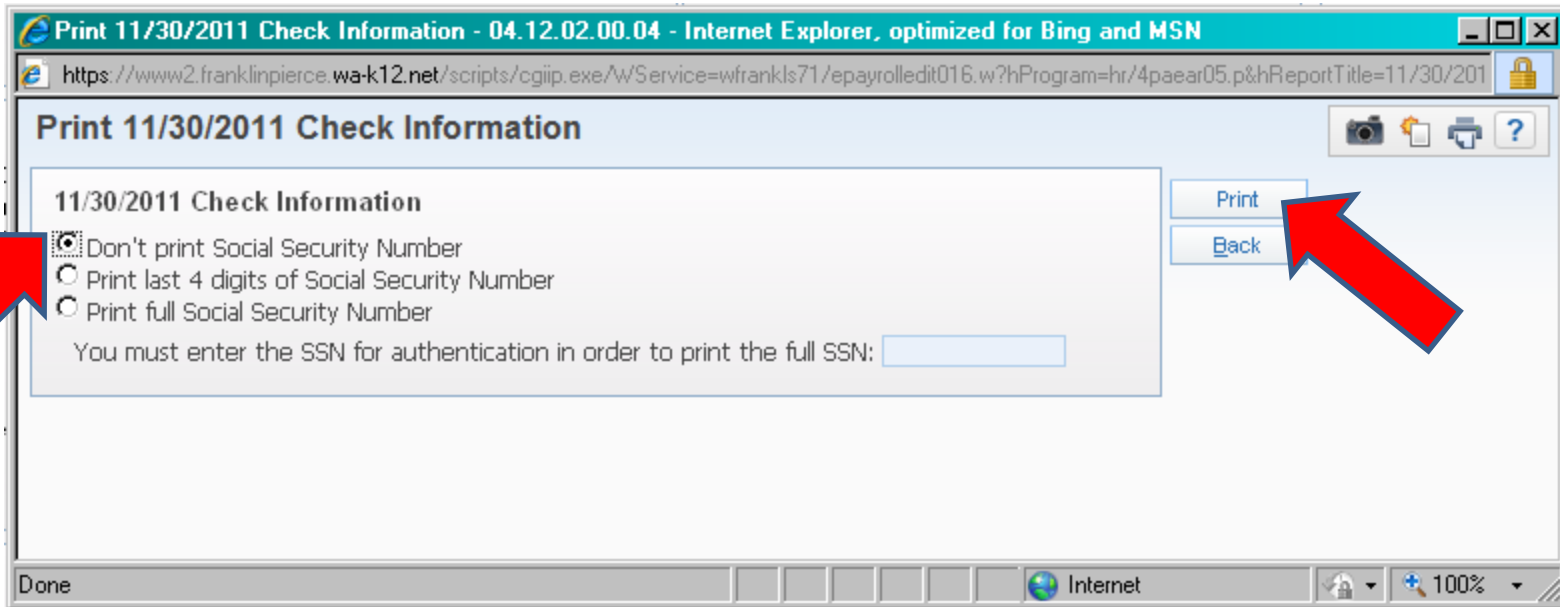 Print 11/30/2011 Check Information - 04.12.02.00.04 - Internet Explorer, optimized for Bing and MSN
https://www2.franklinpierce.wa-k12.net/scripts/cgiip.exe/WService=wfrankls71/epayrolledit016.w?hProgram=hr/4paear05.p&hReportTitle=11/30/201
Print 11/30/2011 Check Information
?
11/30/2011 Check Information
Print
Don't print Social Security Number
Back
Print last 4 digits of Social Security Number
Print full Social Security Number
You must enter the SSN for authentication in order to print the full SSN:
Done
Internet
100%